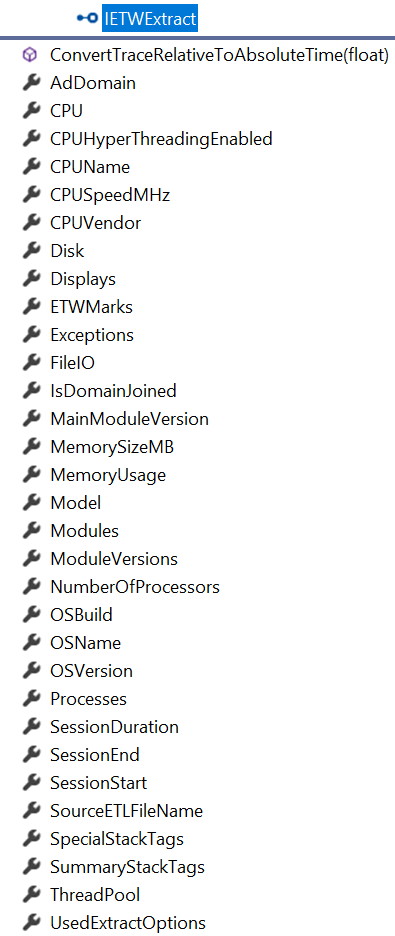 IETWExtract
ConvertTraceRelativeToAbsoluteTime(float)
AdDomain
CPU
CPUHyperThreadingEnabled
CPUName
CPUSpeedMHz
CPUVendor
Disk
Displays
ETWMarks
Exceptions
FileIO
IsDomainJoined
MainModuleVersion
MemorySizeMB
MemoryUsage
Model
Modules
ModuleVersions
NumberOfProcessors
OSBuild
OSName
OSVersion
Processes
SessionDuration
SessionEnd
SessionStart
SourceETLFileName
SpecialStackTags
SummaryStackTags
ThreadPool
UsedExtractOptions